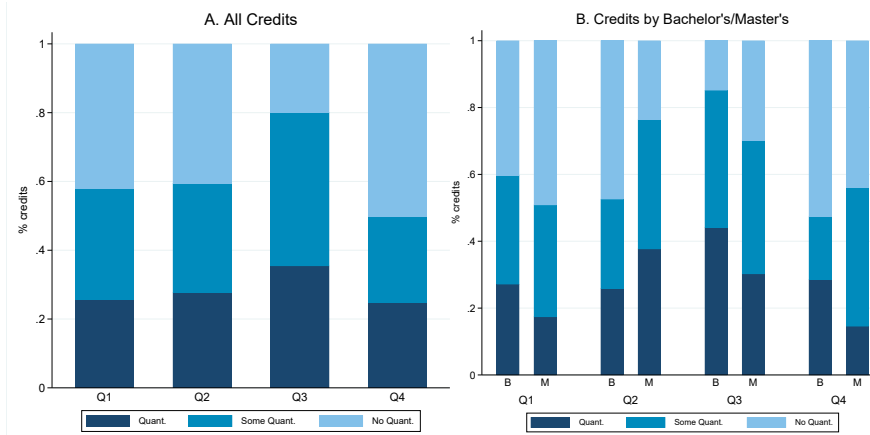 A. All Credits
% credits
1
.8
.6
.4
.2
0
Q1 Q2 Q3 Q4
Quant. Some Quant. No Quant.
B. Credits by Bachelor's/Master's
% credits
1
.8
.6
.4
.2
0
B M B M B M B M
Q1 Q2 Q3 Q4
Quant. Some Quant. No Quant.